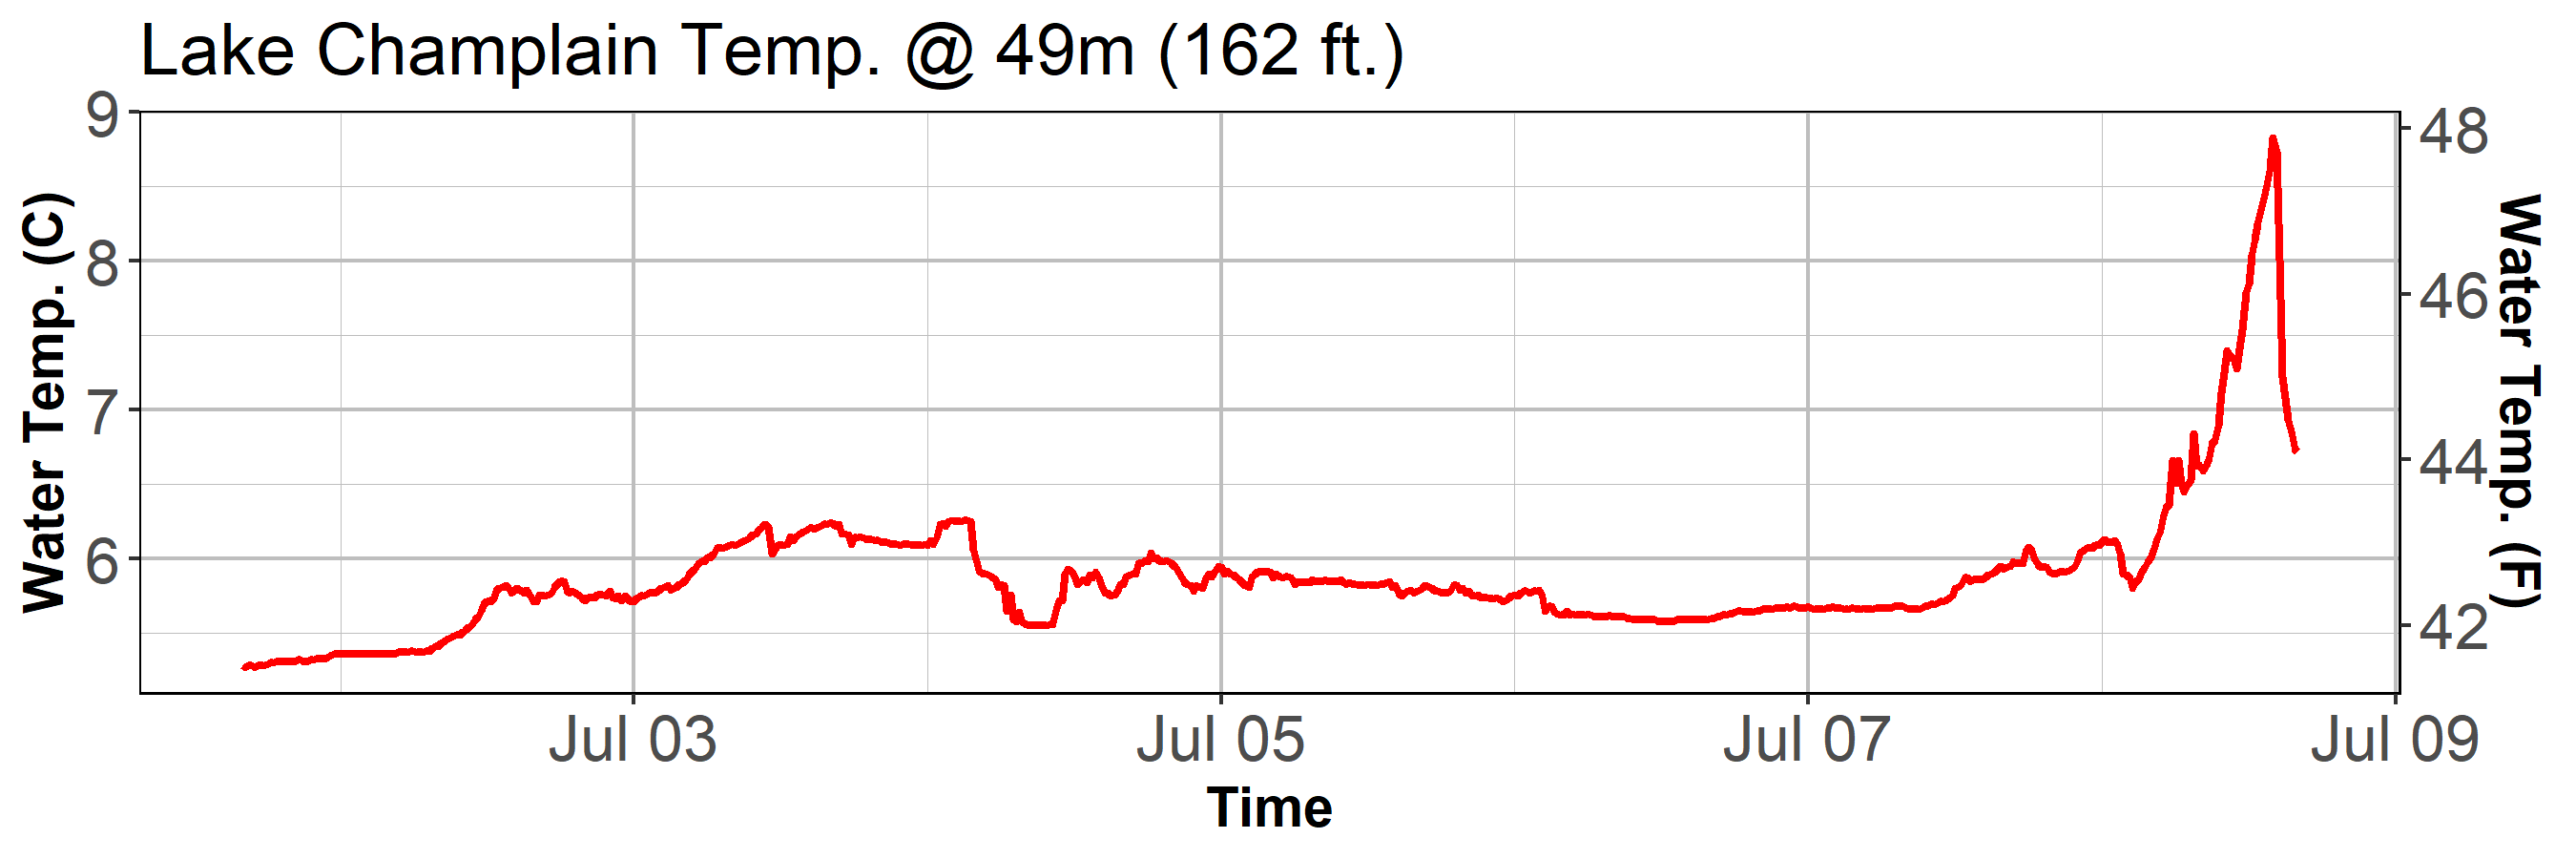 Lake Champlain Temp. @ 49m (162 ft.)
Water Temp. (C)
9
8
7
6
48
46
44
42
Water Temp. (F)
Jul 03 Jul 05 Jul 07 Jul 09
Time